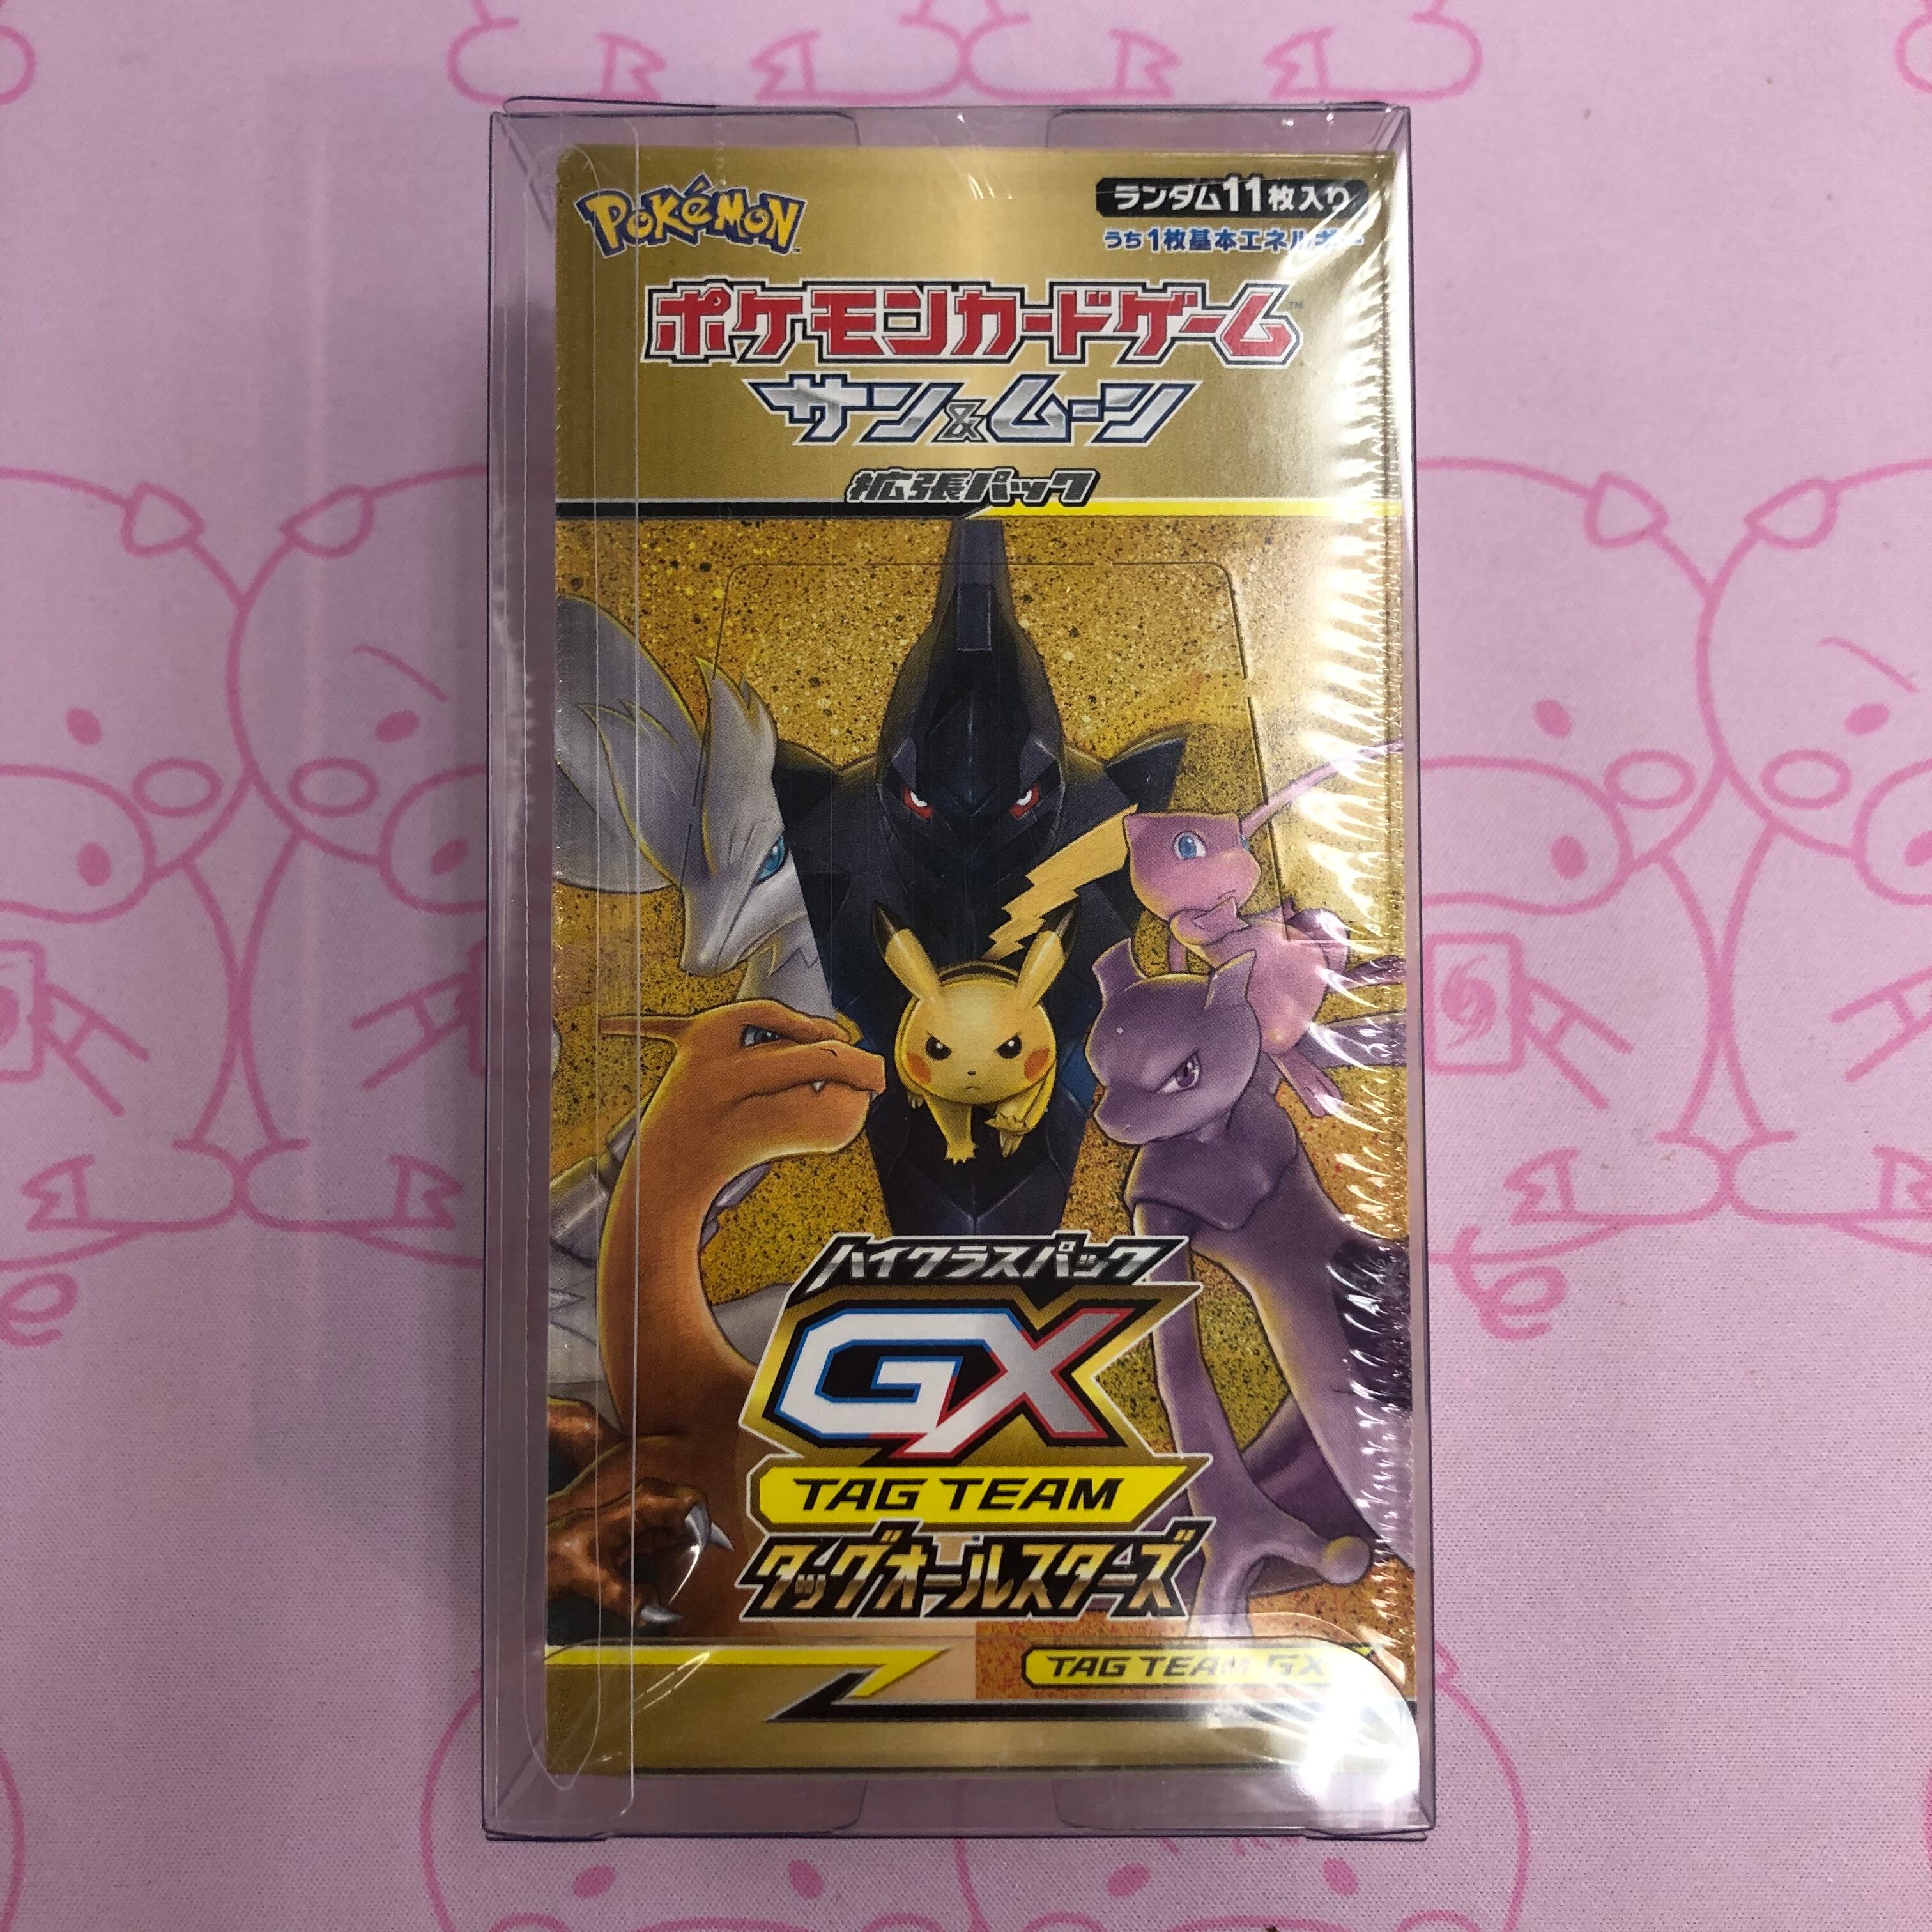 Pokémon
ランダム11枚入り
うち1枚基本エネルギー
ポケモンカードゲーム™
サン&ムーン
拡張パック
ハイクラスパック
GX
TAG TEAM
タッグオールスターズ
TAG TEAM GX